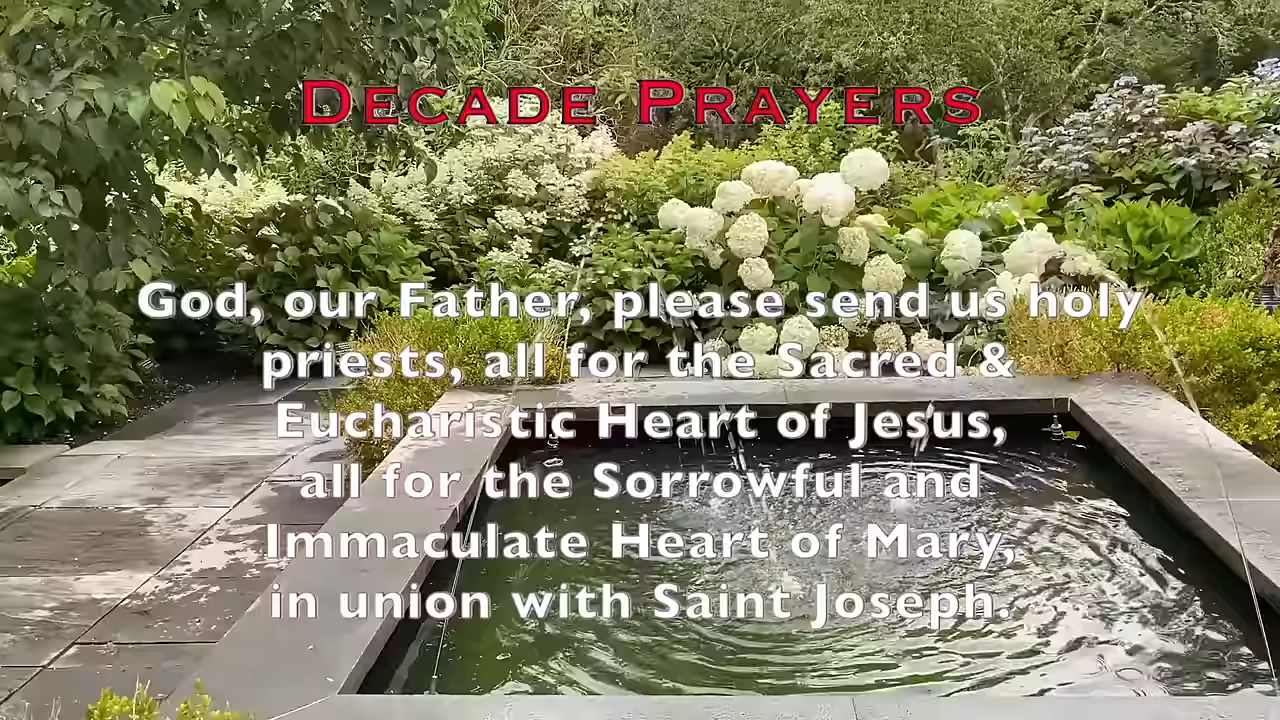 DECADE PRAYERS
God, our Father, please send us holy
priests, all for the Sacred &
Eucharistic Heart of Jesus,
all for the Sorrowful and
Immaculate Heart of Mary,
in union with Saint Joseph.